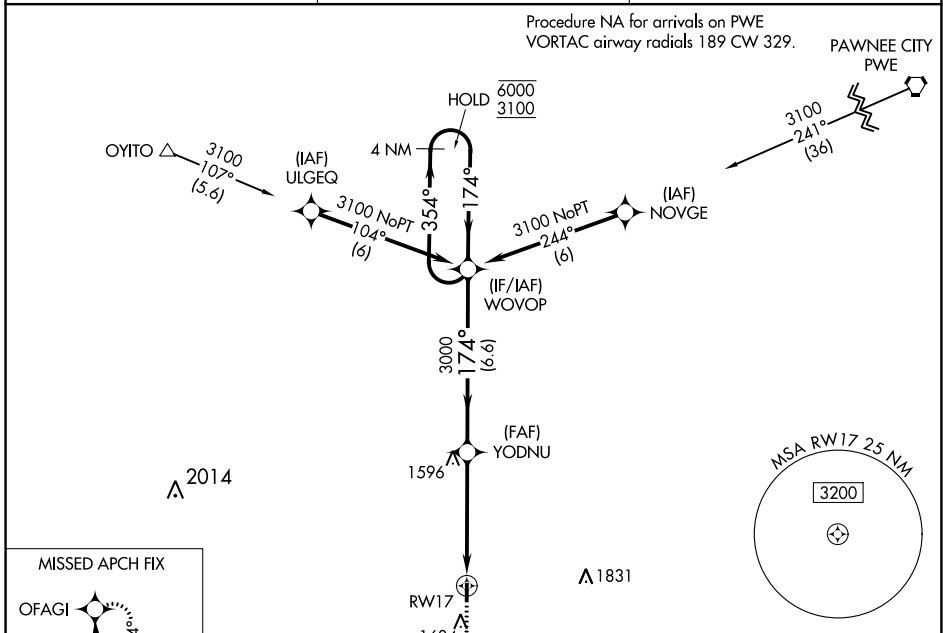 Procedure NA for arrivals on PWE
VORTAC airway radials 189 CW 329.
PAWNEE CITY
PWE
HOLD 6000
3100
3100
241°
(36)
4 NM
OYITO
3100
107°
(5.6)
(IAF)
ULGEQ
3100 NoPT
104°
(6)
354°
174°
3100 NoPT
244°
(6)
(IAF)
NOVGE
(IF/IAF)
WOVOP
3000
174°
(6.6)
(FAF)
YODNU
1596
2014
MSA RW17 25 NM
3200
MISSED APCH FIX
OFAGI
RW17
1831